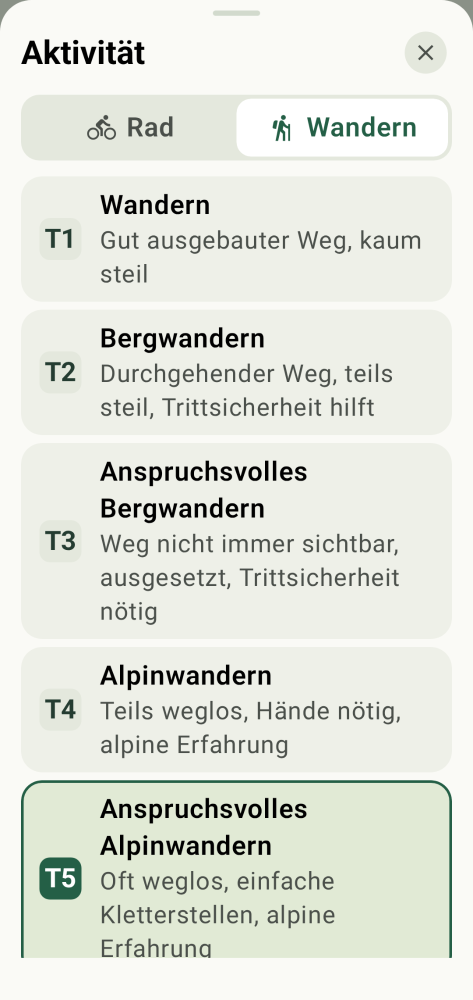 Aktivität
Rad
Wandern
T1
Wandern
Gut ausgebauter Weg, kaum
steil
T2
Bergwandern
Durchgehender Weg, teils
steil, Trittsicherheit hilft
T3
Anspruchsvolles
Bergwandern
Weg nicht immer sichtbar,
ausgesetzt, Trittsicherheit
nötig
T4
Alpinwandern
Teils weglos, Hände nötig,
alpine Erfahrung
T5
Anspruchsvolles
Alpinwandern
Oft weglos, einfache
Kletterstellen, alpine
Erfahrung